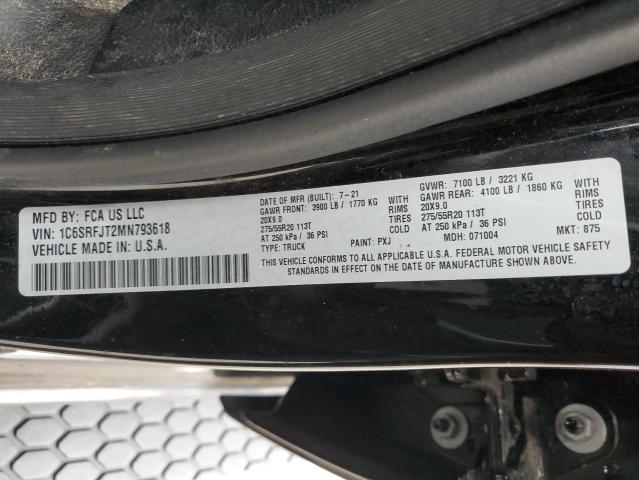 MFD BY: FCA US LLC
VIN: 1C6SRFJT2MN793618
VEHICLE MADE IN U.S.A.
DATE OF MFR (BUILT): 7-21
GAWR FRONT: 3900 LB / 1770 KG WITH
20X9.0 RIMS
275/55R20 113T TIRES
AT 250 kPa / 36 PSI COLD
TYPE: TRUCK PAINT: PXJ
GVWR: 7100 LB / 3221 KG
GAWR REAR: 4100 LB / 1860 KG WITH
20X9.0 RIMS
275/55R20 113T TIRES
AT 250 kPa / 36 PSI COLD
MDH: 071004 MKT: 875
THIS VEHICLE CONFORMS TO ALL APPLICABLE U.S.A. FEDERAL MOTOR VEHICLE SAFETY
STANDARDS IN EFFECT ON THE DATE OF MANUFACTURE SHOWN ABOVE.